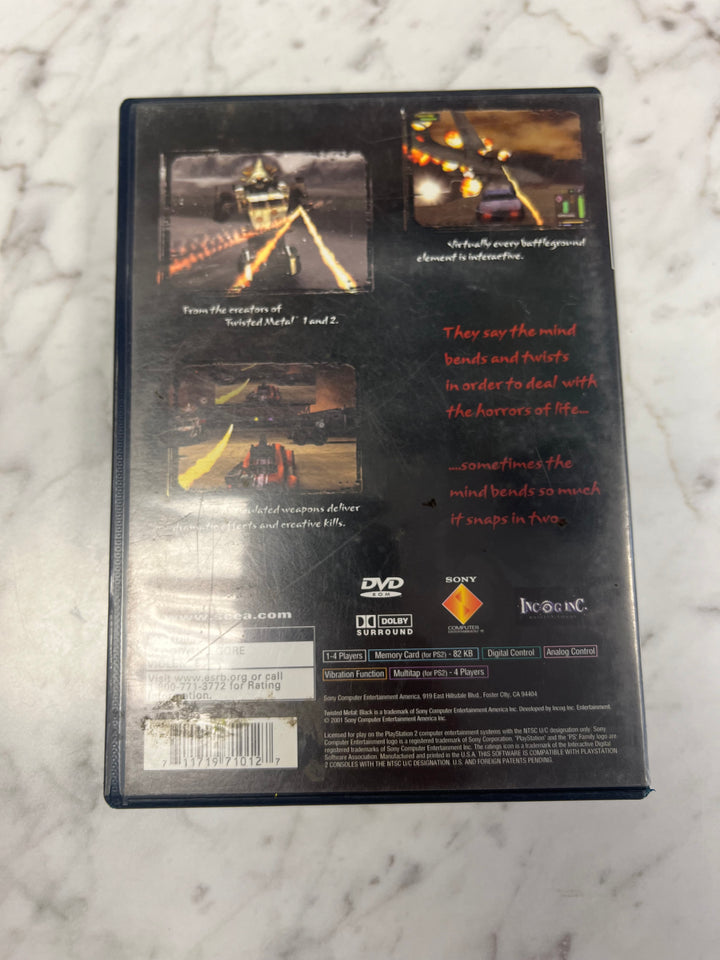 Virtually every battleground
element is interactive.
From the creators of
Twisted Metal™ 1 and 2.
They say the mind
bends and twists
in order to deal with
the horrors of life...
....sometimes the
mind bends so much
it snaps in two.
weapons deliver
effects and creative kills.
www.scea.com
DVD
ROM
DOLBY
SURROUND
SONY
COMPUTER
ENTERTAINMENT
INCOG INC.
GORE
Visit www.esrb.org or call
771-3772 for Rating
1-4 Players
Memory Card (for PS2) - 82 KB
Digital Control
Analog Control
Vibration Function
Multitap (for PS2) - 4 Players
Sony Computer Entertainment America, 919 East Hillsdale Blvd., Foster City, CA 94404
Twisted Metal: Black is a trademark of Sony Computer Entertainment America Inc. Developed by Incog Inc. Entertainment.
© 2001 Sony Computer Entertainment America Inc.
Licensed for play on the PlayStation 2 computer entertainment systems with the NTSC U/C designation only. Sony
Computer Entertainment logo is a registered trademark of Sony Corporation. "PlayStation" and the "PS" Family logo are
registered trademarks of Sony Computer Entertainment Inc. The ratings icon is a trademark of the Interactive Digital
Software Association. Manufactured and printed in the U.S.A. THIS SOFTWARE IS COMPATIBLE WITH PLAYSTATION
2 CONSOLES WITH THE NTSC U/C DESIGNATION. U.S. AND FOREIGN PATENTS PENDING.
7 11719 71012 7